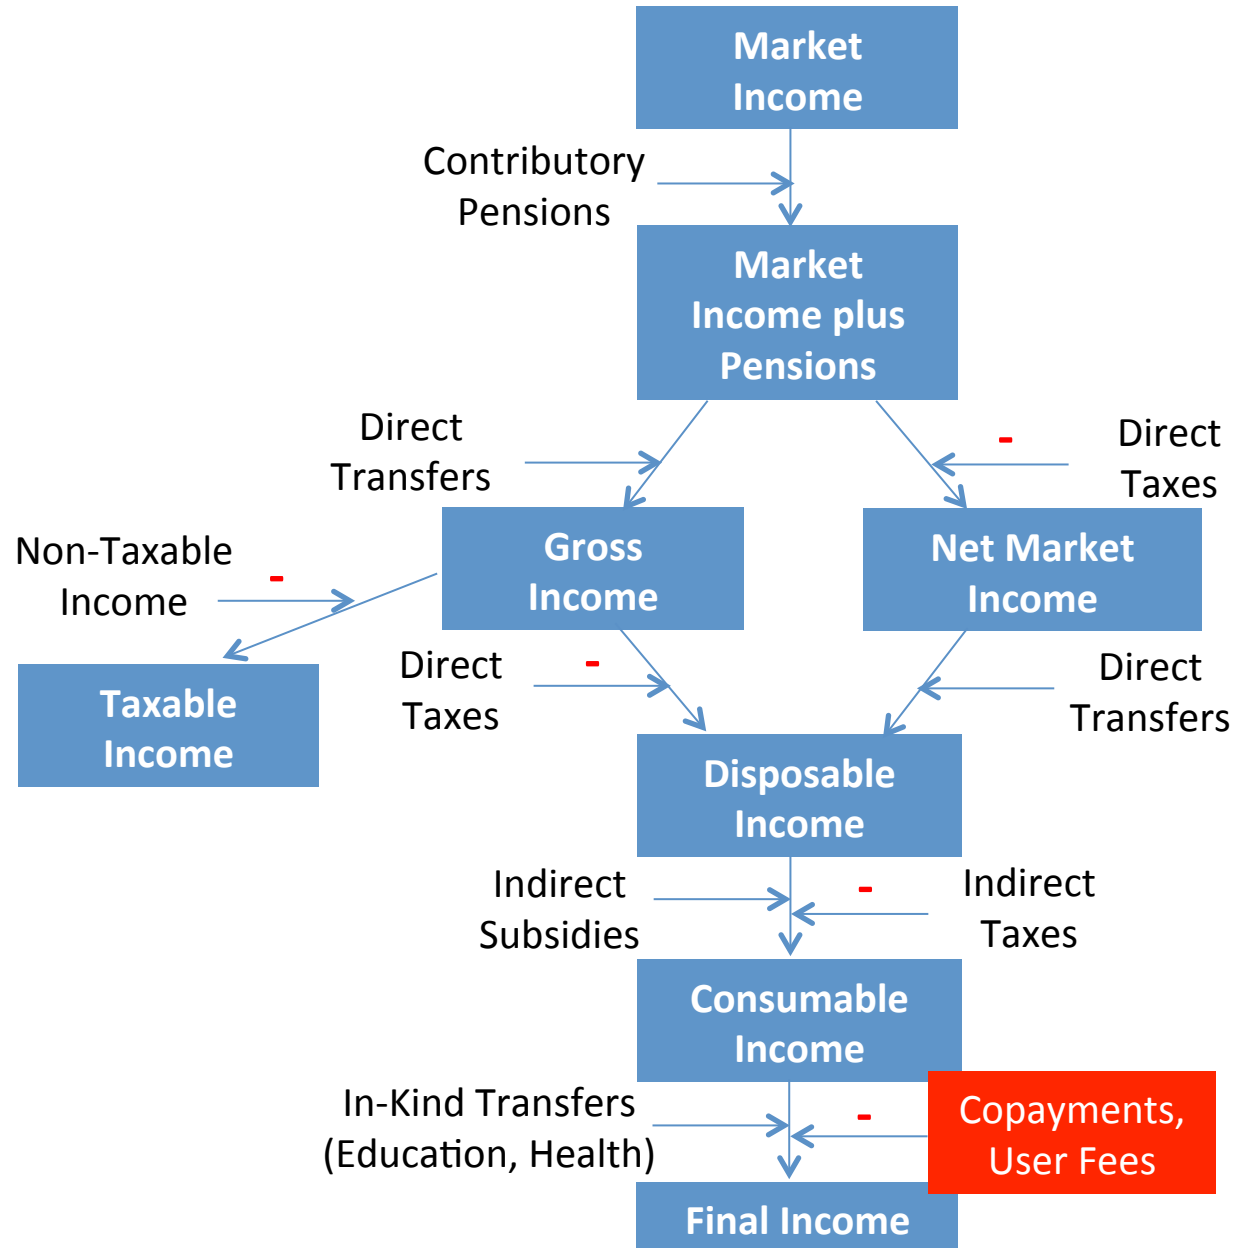 Market
Income
Contributory
Pensions
Market
Income plus
Pensions
Direct
Transfers
-
Direct
Taxes
Gross
Income
Net Market
Income
Non-Taxable
Income
-
Taxable
Income
Direct
Taxes
-
Direct
Transfers
Disposable
Income
Indirect
Subsidies
-
Indirect
Taxes
Consumable
Income
In-Kind Transfers
(Education, Health)
-
Copayments,
User Fees
Final Income